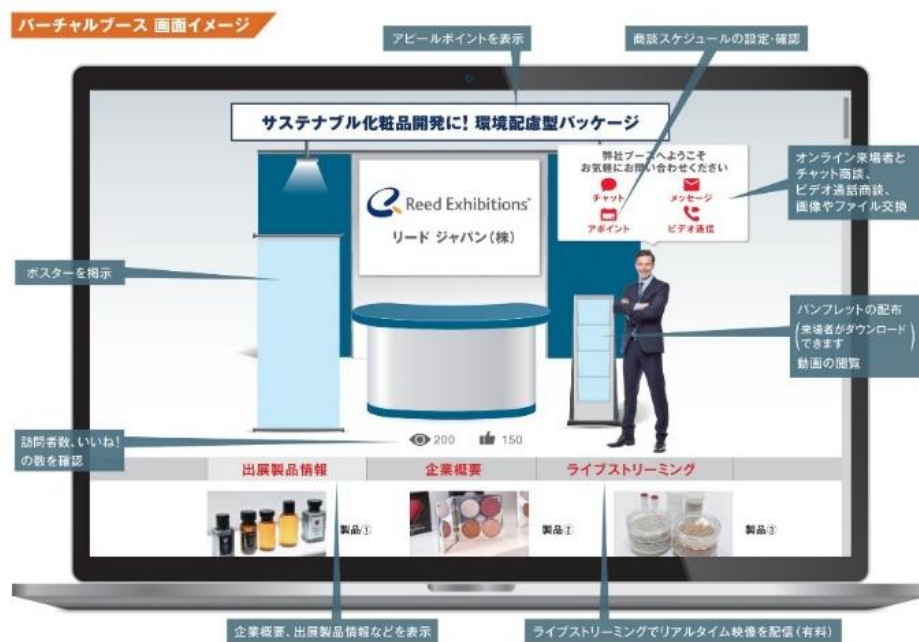 バーチャルブース 画面イメージ
アピールポイントを表示
商談スケジュールの設定・確認
サステナブル化粧品開発に! 環境配慮型パッケージ
弊社ブースへようこそ
お気軽にお問い合わせください
チャット
メッセージ
アポイント
ビデオ通信
オンライン来場者と
チャット商談、
ビデオ通話商談、
画像やファイル交換
Reed Exhibitions
リード ジャパン(株)
ポスターを掲示
パンフレットの配布
(来場者がダウンロード
できます)
動画の閲覧
訪問者数、いいね!
の数を確認
200
150
出展製品情報
企業概要
ライブストリーミング
製品①
製品②
製品③
企業概要、出展製品情報などを表示
ライブストリーミングでリアルタイム映像を配信(有料)